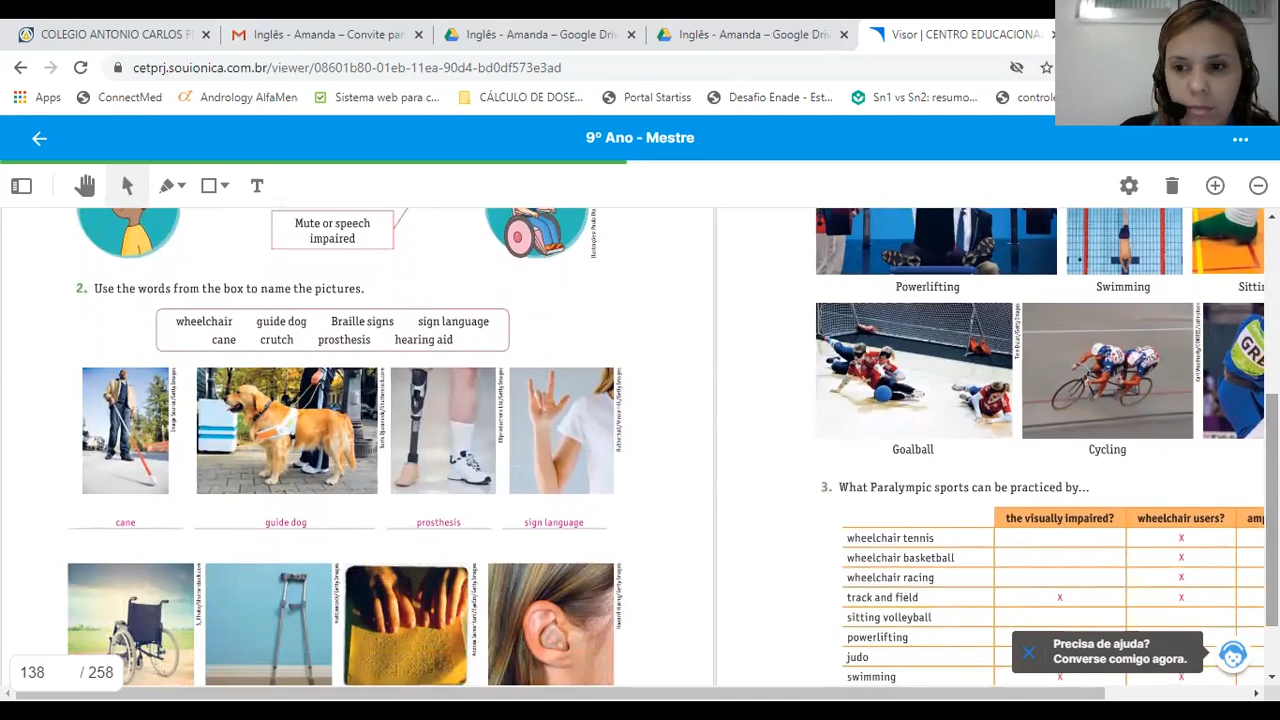 COLEGIO ANTONIO CARLOS F
Inglês - Amanda - Convite par
Inglês - Amanda - Google Driv
Inglês - Amanda - Google Driv
Visor | CENTRO EDUCACIONA
cetprj.souionica.com.br/viewer/08601b80-01eb-11ea-90d4-bd0df573e3ad
Apps
ConnectMed
Andrology AlfaMen
Sistema web para c...
CÁLCULO DE DOSE...
Portal Startiss
Desafio Enade - Est...
Sn1 vs Sn2: resumo...
controle
9º Ano - Mestre
Mute or speech
impaired
2. Use the words from the box to name the pictures.
wheelchair guide dog Braille signs sign language
cane crutch prosthesis hearing aid
cane
guide dog
prosthesis
sign language
138 / 258
Powerlifting
Swimming
Sitti
GRE
Goalball
Cycling
3. What Paralympic sports can be practiced by...
the visually impaired? wheelchair users? amp
wheelchair tennis X
wheelchair basketball X
wheelchair racing X
track and field X X
sitting volleyball
powerlifting
judo
swimming X X
Precisa de ajuda?
Converse comigo agora.